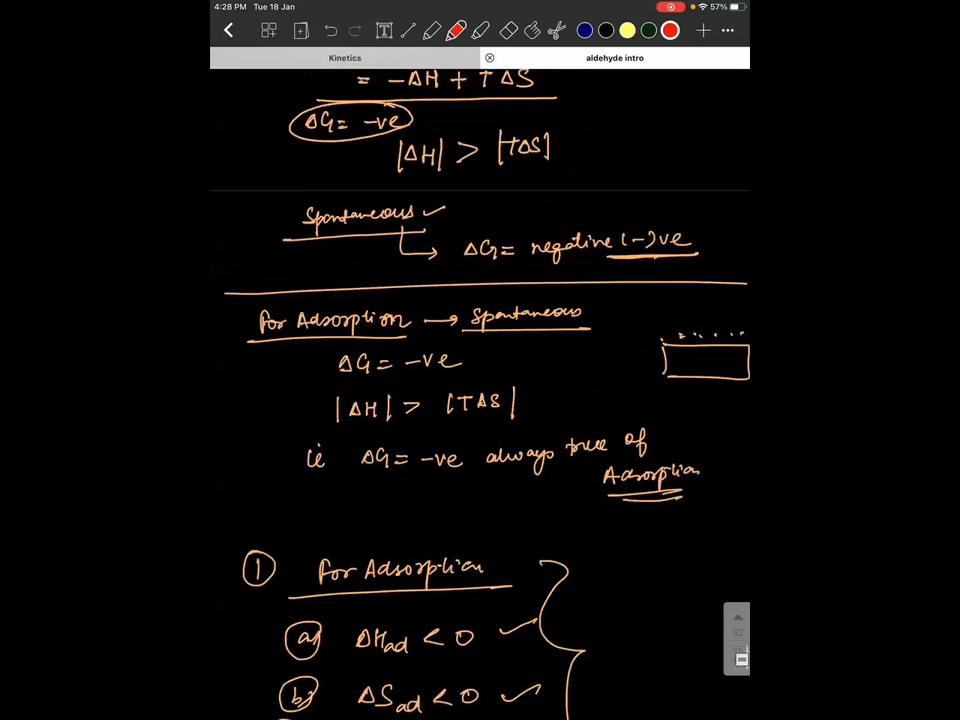 4:28 PM Tue 18 Jan 57%
Kinetics aldehyde intro
= -ΔH + TΔS
ΔG = -ve
|ΔH| > |TΔS|
Spontaneous ✓
ΔG = negative (-)ve
For Adsorption → Spontaneous
ΔG = -ve
|ΔH| > |TΔS|
ie ΔG = -ve always true of
Adsorption
① For Adsorption
(a) ΔHad < 0 ✓
(b) ΔSad < 0 ✓
52